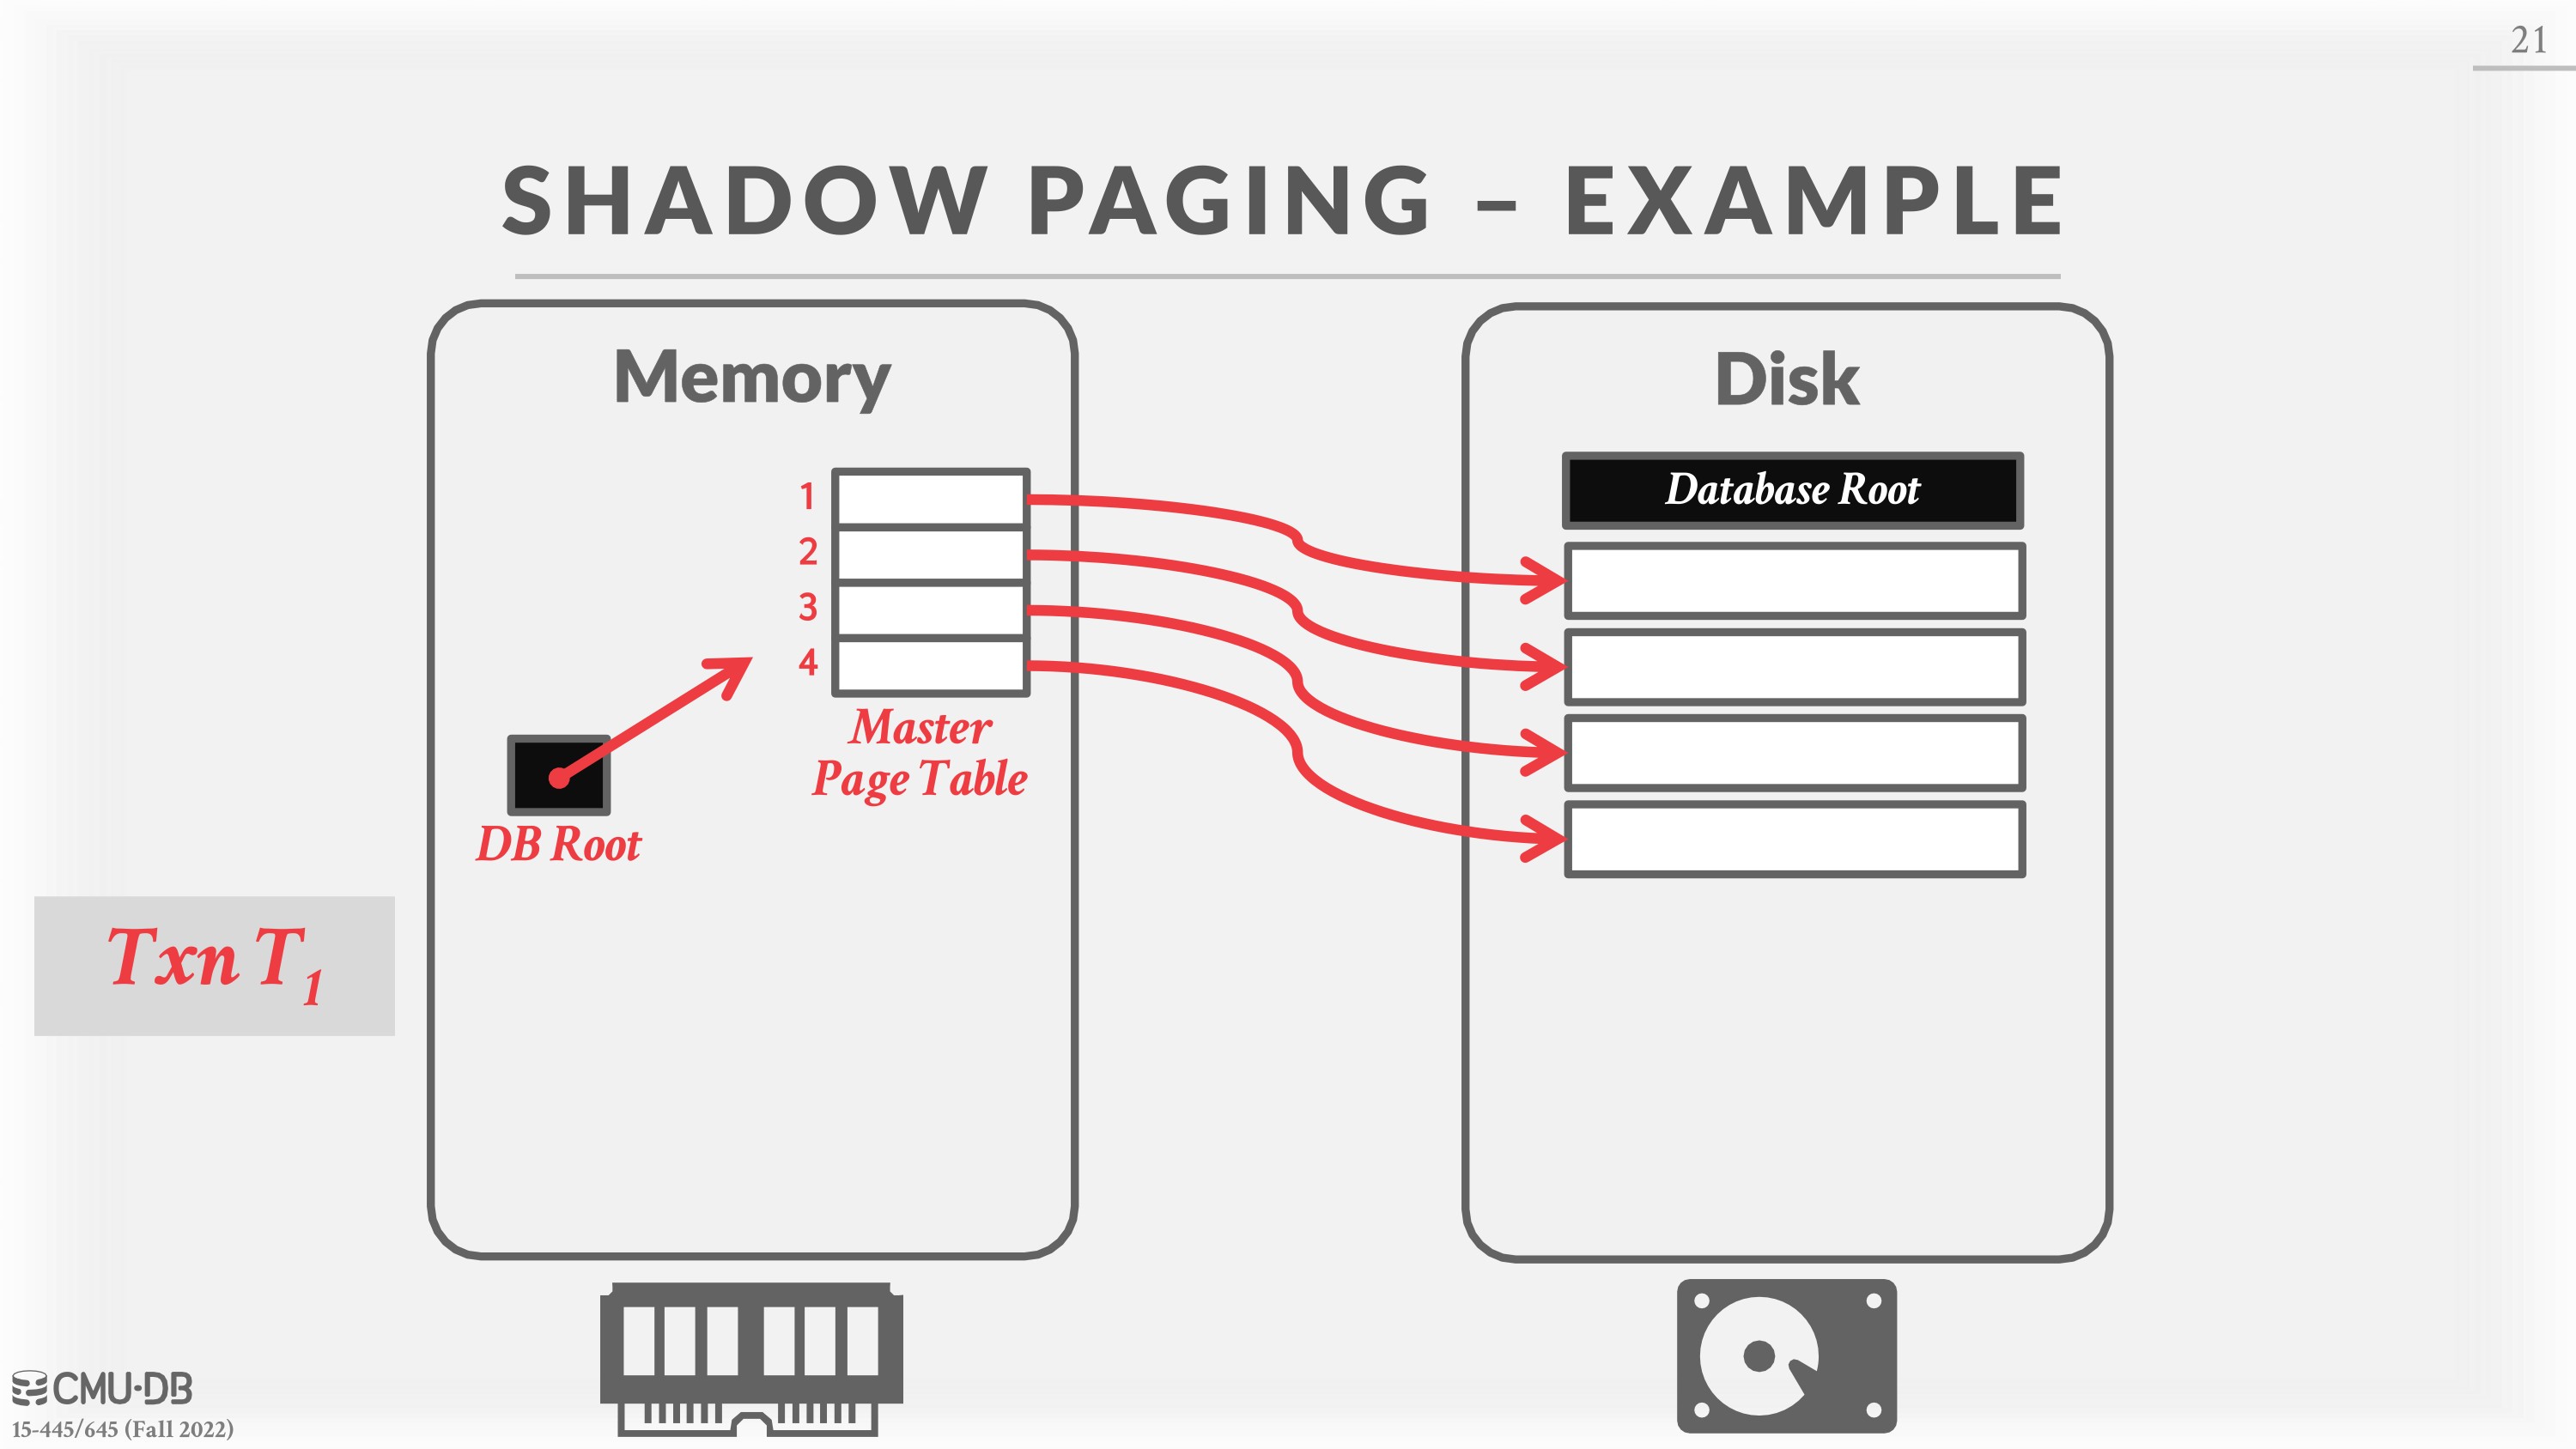 21
SHADOW PAGING – EXAMPLE
Memory
Disk
Database Root
1
2
3
4
Master
Page Table
DB Root
Txn T1
CMU·DB
15-445/645 (Fall 2022)